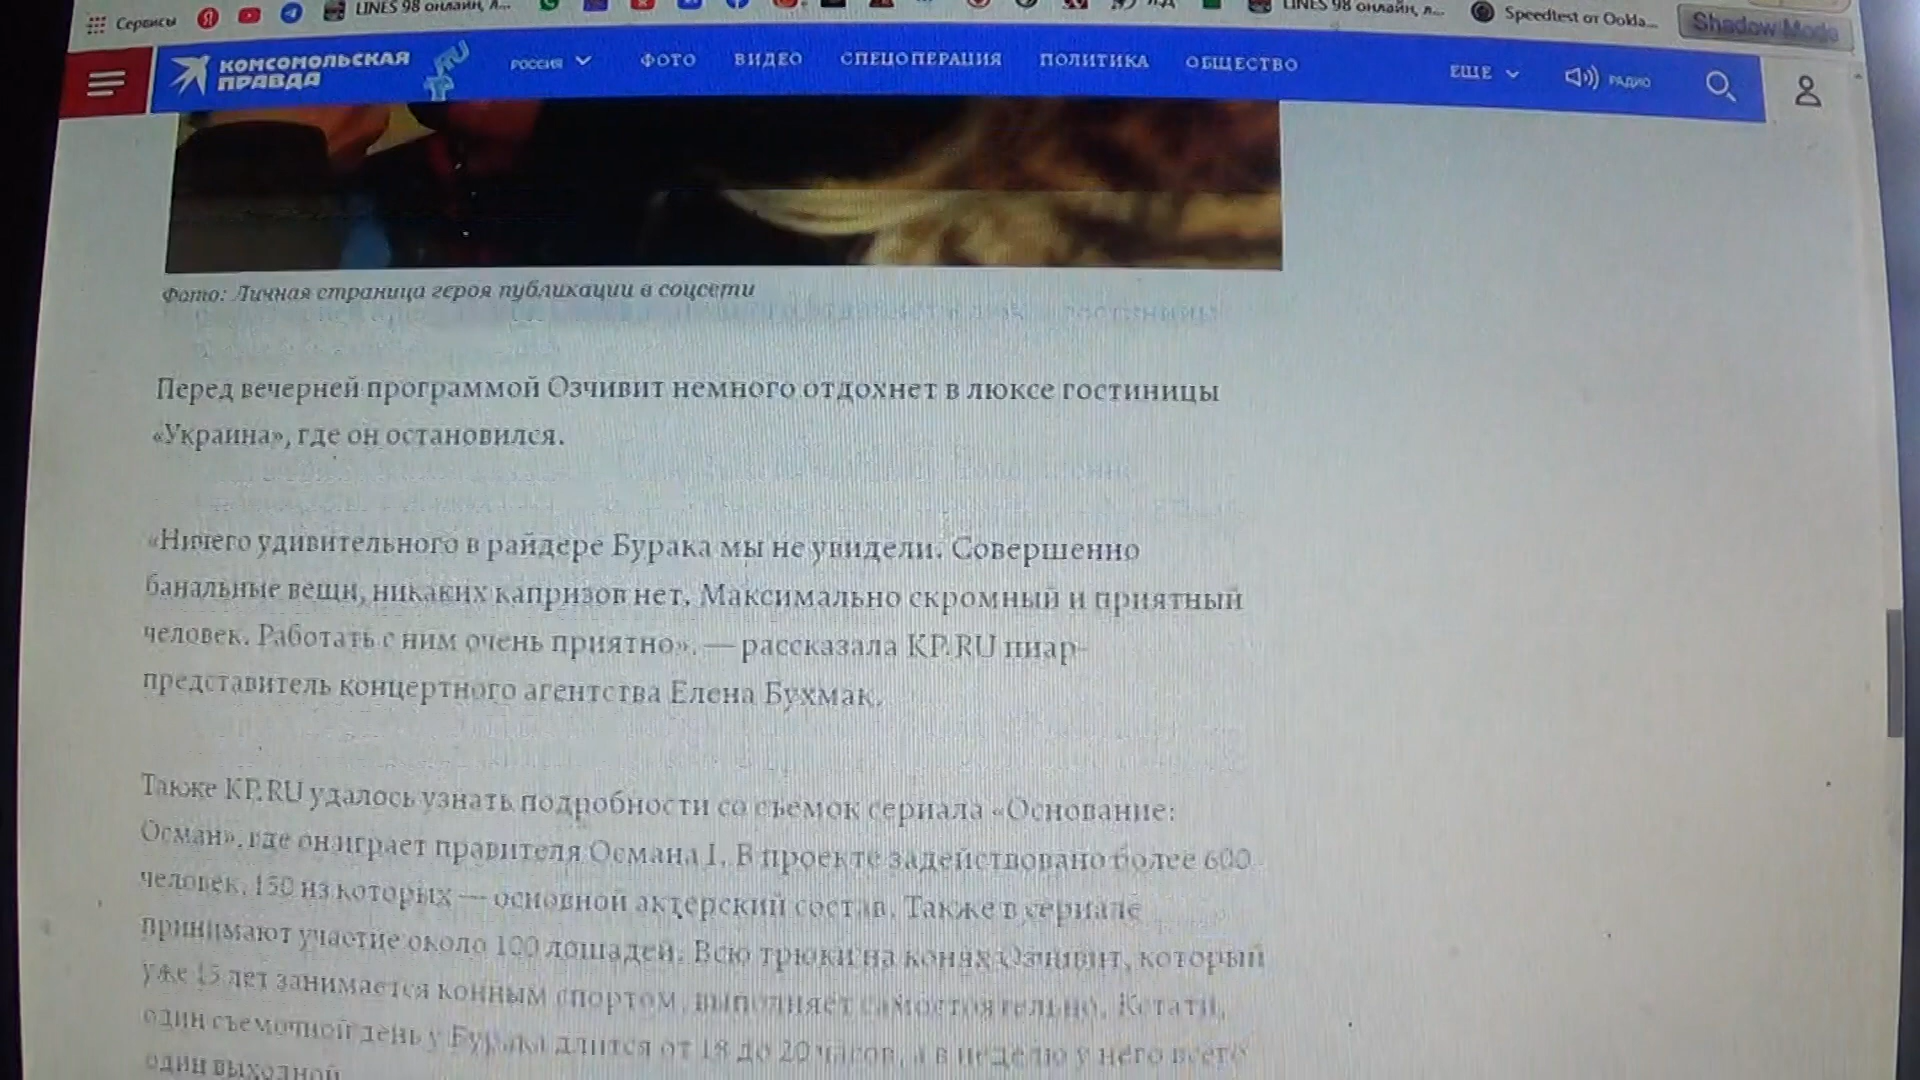 Сервисы
LINES 98 онлайн, л...
LINES 98 онлайн, л...
Speedtest от Ookla...
Shadow Mode
КОМСОМОЛЬСКАЯ
ПРАВДА
РОССИЯ
ФОТО
ВИДЕО
СПЕЦОПЕРАЦИЯ
ПОЛИТИКА
ОБЩЕСТВО
ЕЩЕ
РАДИО
Фото: Личная страница героя публикации в соцсети
Перед вечерней программой Озчивит немного отдохнет в люксе гостиницы
«Украина», где он остановился.
«Ничего удивительного в райдере Бурака мы не увидели. Совершенно
банальные вещи, никаких капризов нет. Максимально скромный и приятный
человек. Работать с ним очень приятно», — рассказала KP.RU пиар-
представитель концертного агентства Елена Бухмак.
Также KP.RU удалось узнать подробности со съемок сериала «Основание:
Осман», где он играет правителя Османа I. В проекте задействовано более 600
человек, 150 из которых — основной актерский состав. Также в сериале
принимают участие около 100 лошадей. Всю трюки на конях Озчивит, который
уже 15 лет занимается конным спортом, выполняет самостоятельно. Кстати,
один съемочной день у Бурака длится от 18 до 20 часов, а в неделю у него всего
один выходной.